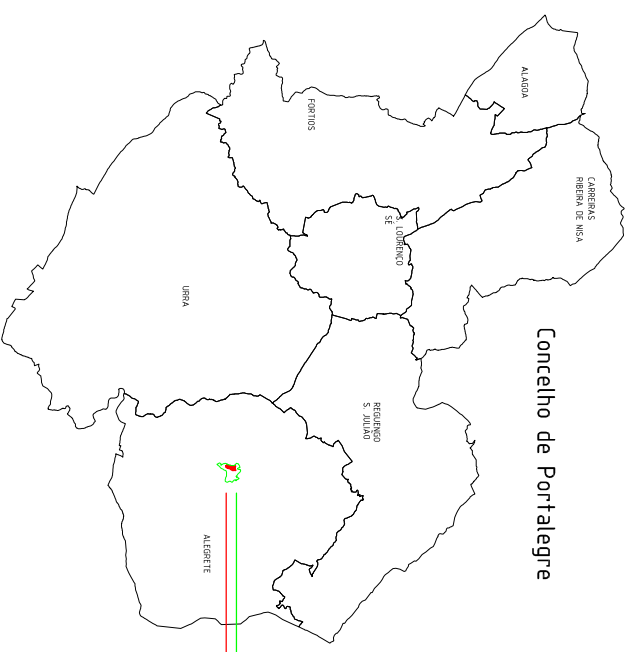 Concelho de Portalegre
ALAGOA
CARREIRAS
RIBEIRA DE NISA
FORTIOS
S. LOURENÇO
SÉ
URRA
REGUENGO
S. JULIÃO
ALEGRETE